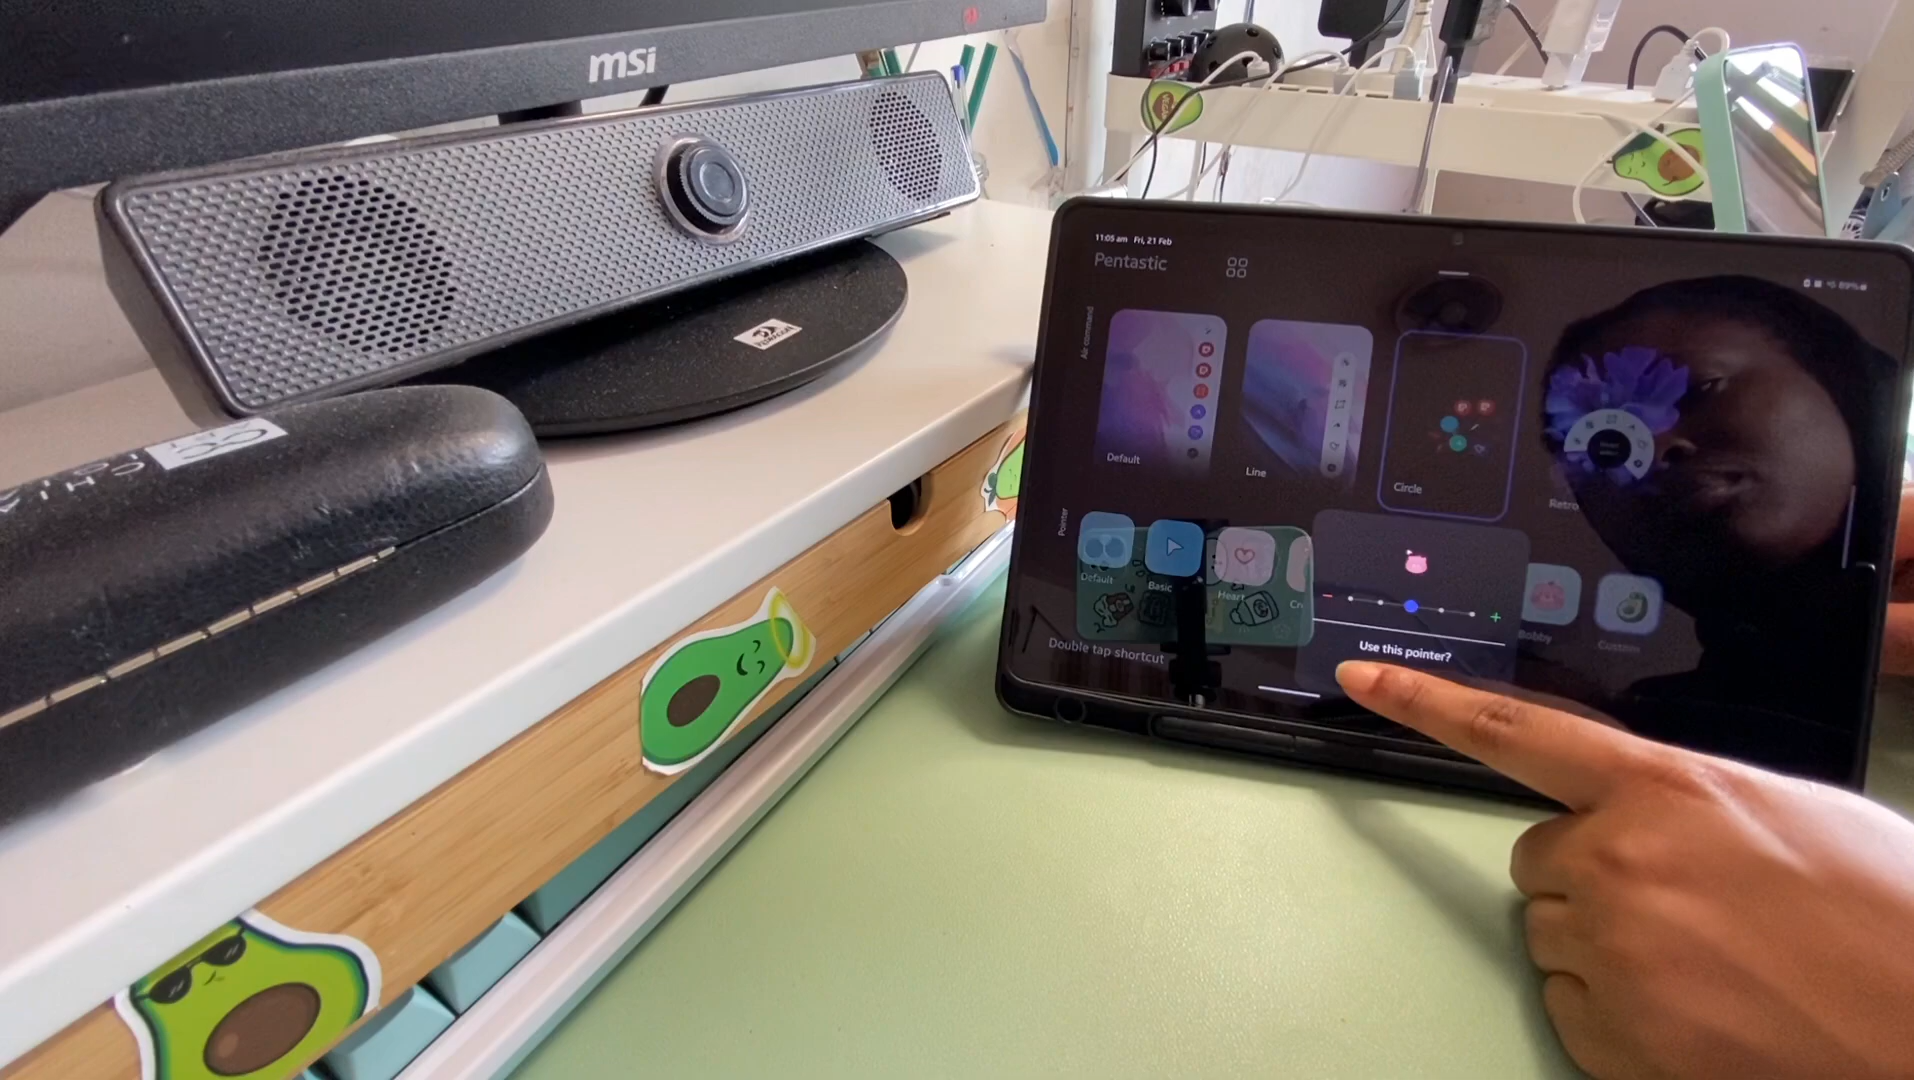 msi
11:05 am Fri, 21 Feb
89%
Pentastic
Air command
Default
Line
Circle
Retro
Pointer
Default
Basic
Heart
Bobby
Custom
Use this pointer?
Double tap shortcut